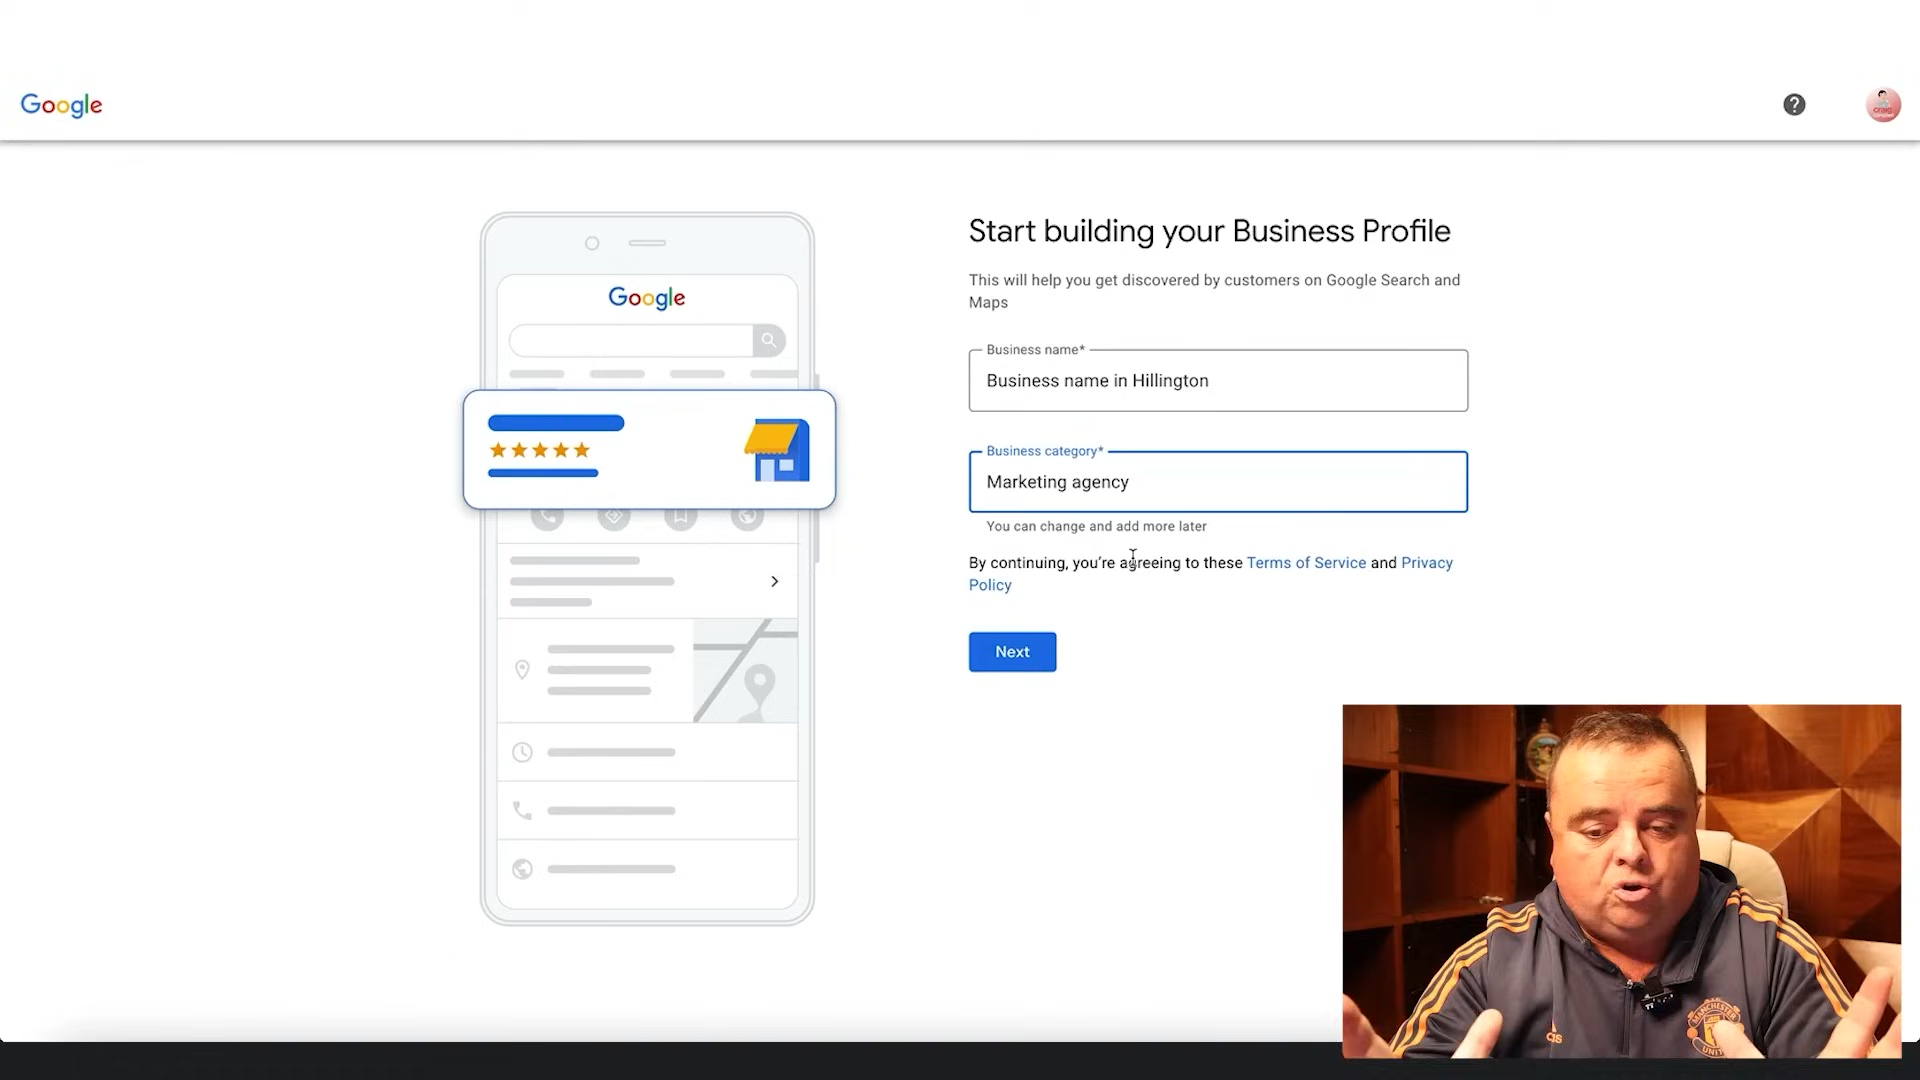 Google
Google
Start building your Business Profile
This will help you get discovered by customers on Google Search and
Maps
Business name*
Business name in Hillington
Business category*
Marketing agency
You can change and add more later
By continuing, you're agreeing to these Terms of Service and Privacy
Policy
Next
MANCHESTER
UNITED